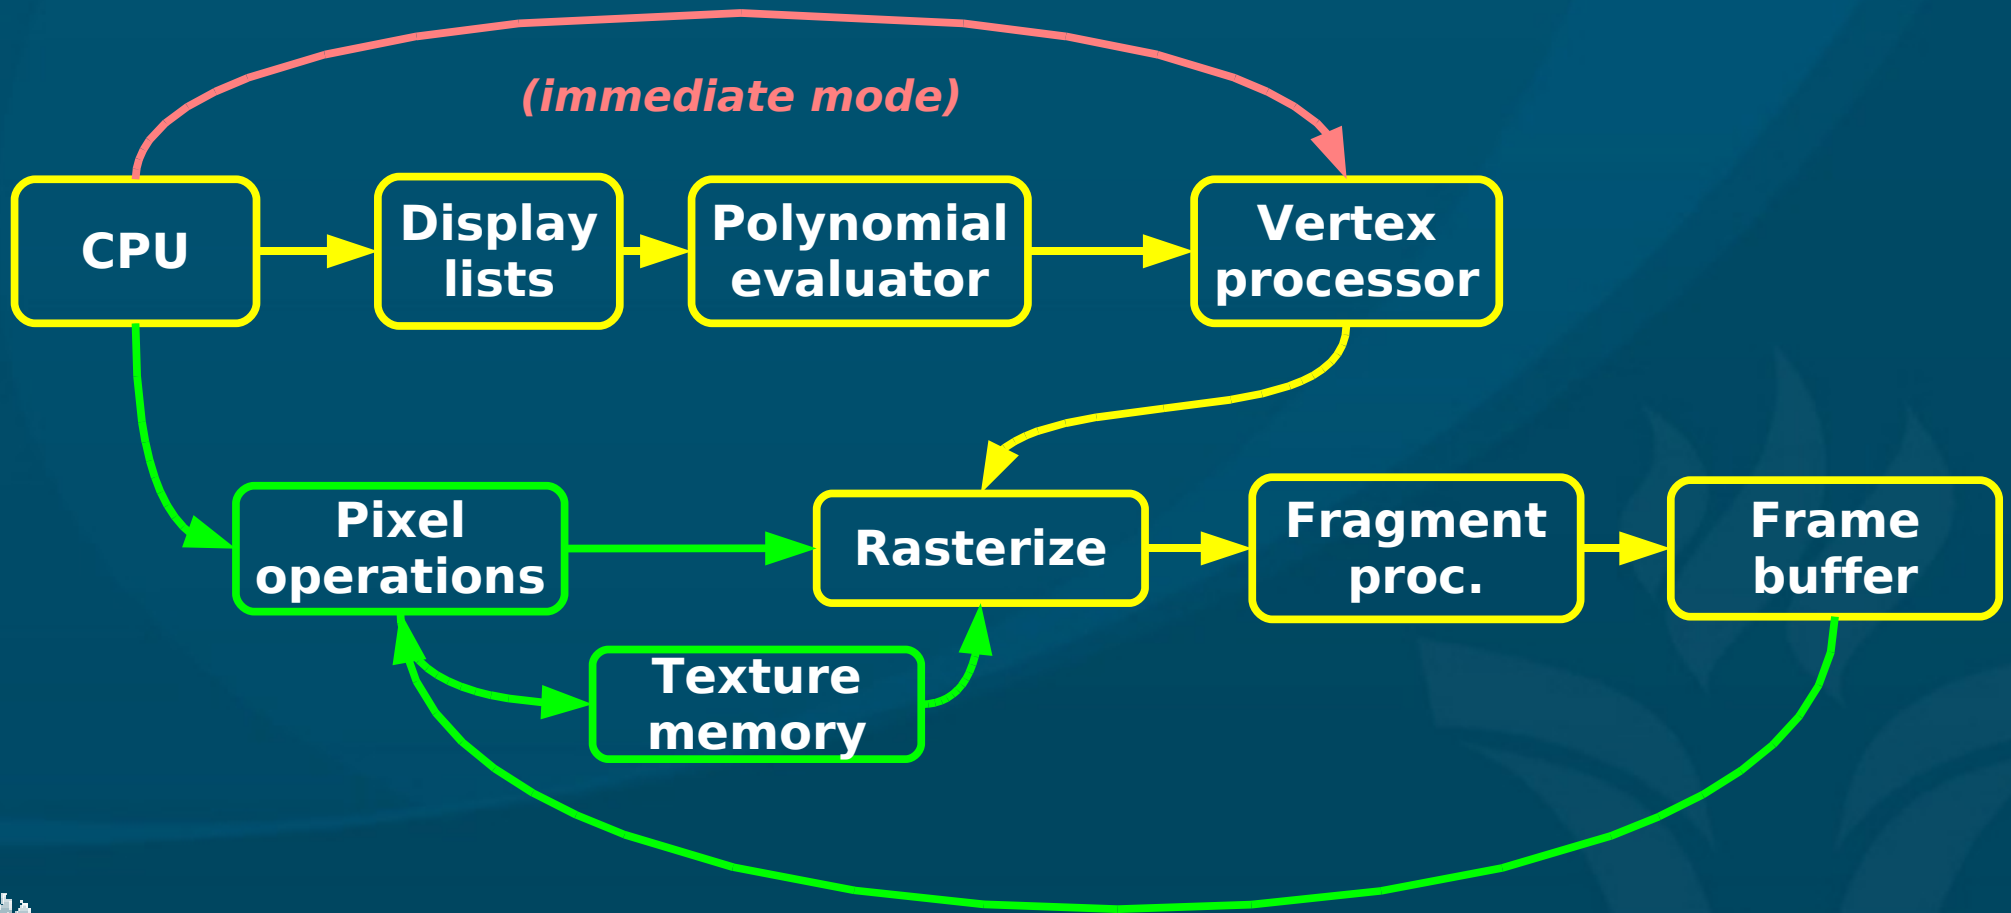 (immediate mode)
CPU
Display
lists
Polynomial
evaluator
Vertex
processor
Pixel
operations
Rasterize
Fragment
proc.
Frame
buffer
Texture
memory